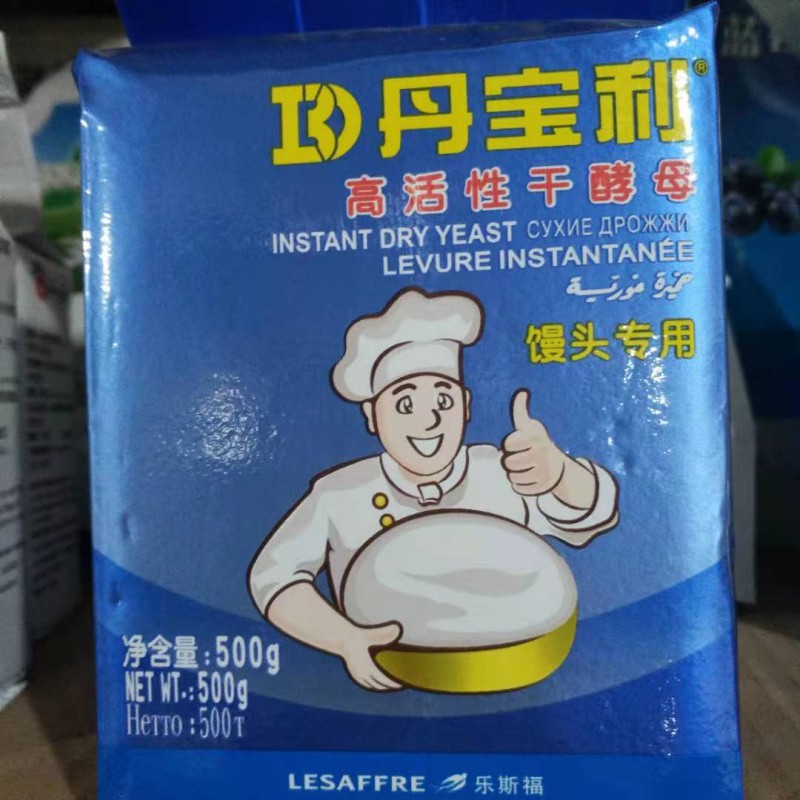 丹宝利®
高活性干酵母
INSTANT DRY YEAST СУХИЕ ДРОЖЖИ
LEVURE INSTANTANÉE
خميرة فورية
馒头专用
净含量:500g
NET WT.:500g
Нетто:500т
LESAFFRE 乐斯福